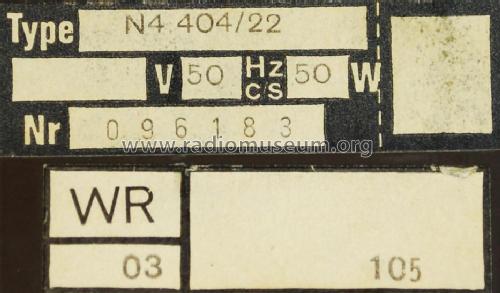 Type N4 404/22
V 50 Hz cs 50 W
Nr 096183
www.radiomuseum.org
WR
03 105